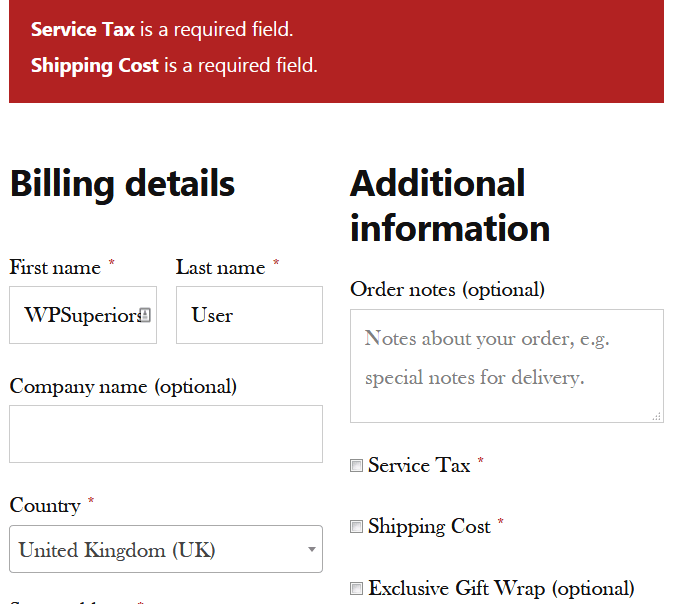 Service Tax is a required field.
Shipping Cost is a required field.
Billing details
First name *
Last name *
WPSuperiors
User
Company name (optional)
Country *
United Kingdom (UK)
Additional
information
Order notes (optional)
Notes about your order, e.g.
special notes for delivery.
Service Tax *
Shipping Cost *
Exclusive Gift Wrap (optional)